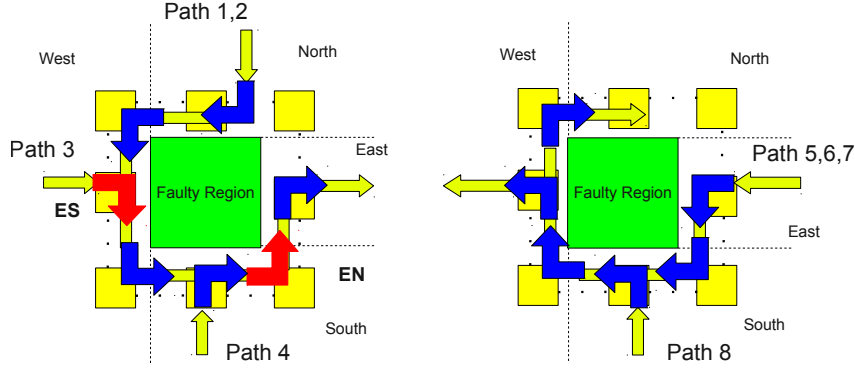 Path 1,2
West
North
Path 3
East
Faulty Region
ES
EN
South
Path 4
West
North
Path 5,6,7
Faulty Region
East
South
Path 8